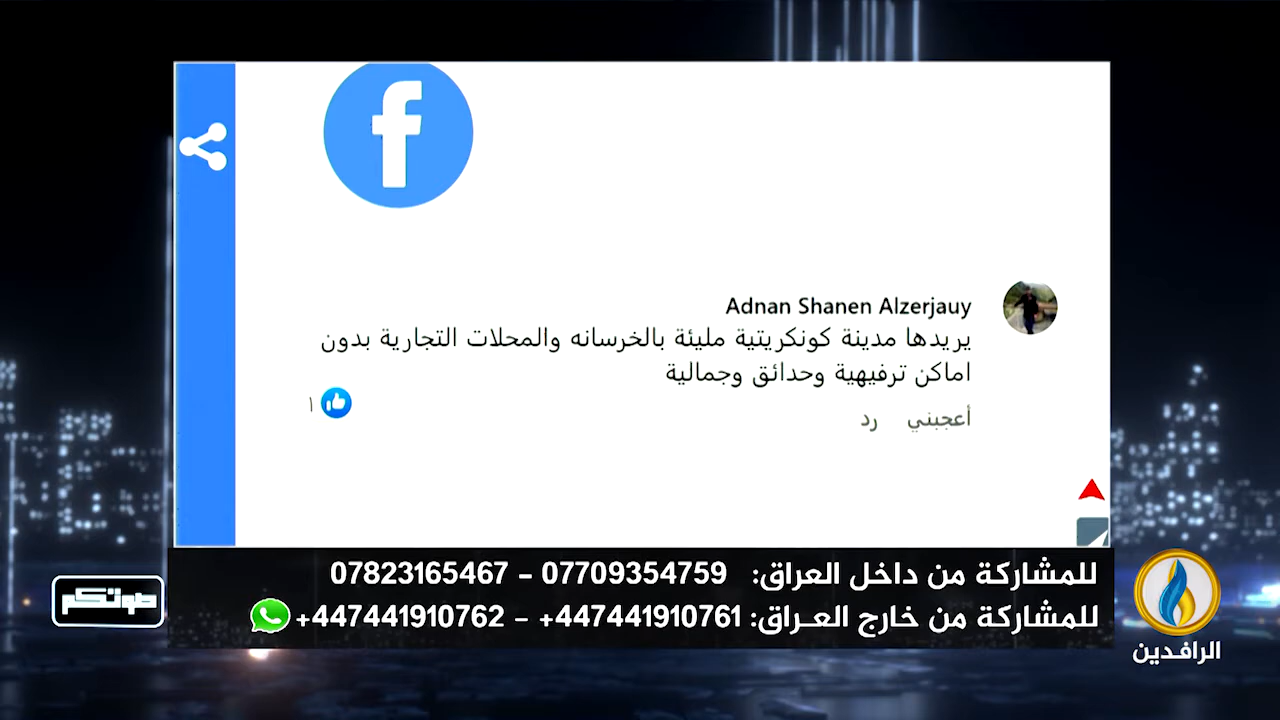 Adnan Shanen Alzerjauy
يريدها مدينة كونكريتية مليئة بالخرسانه والمحلات التجارية بدون
اماكن ترفيهية وحدائق وجمالية
أعجبني رد
١
للمشاركة من داخل العراق: 07709354759 - 07823165467
للمشاركة من خارج العراق: 447441910761+ - 447441910762+
صوتكم
الرافدين